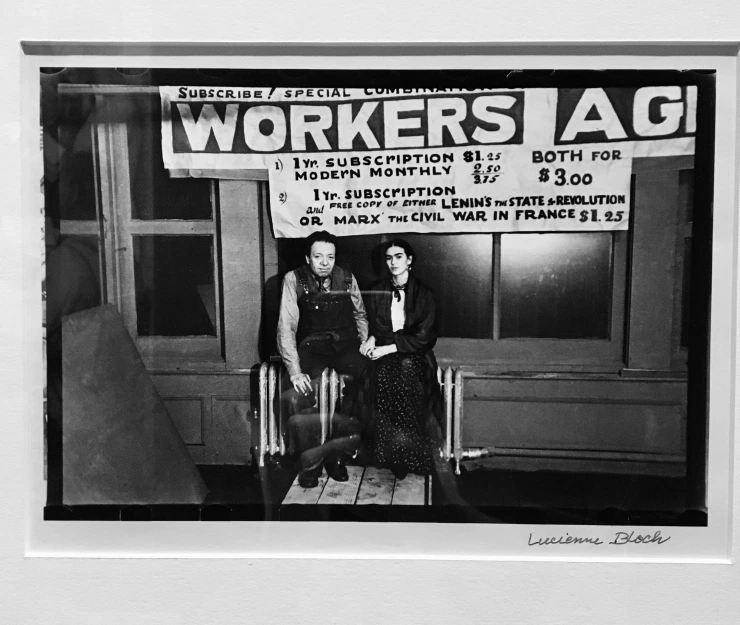 SUBSCRIBE! SPECIAL COMBINATION
WORKERS AG
1) 1 Yr. SUBSCRIPTION $1.25
MODERN MONTHLY 2.50
3.75
BOTH FOR
$3.00
2) 1 Yr. SUBSCRIPTION
and FREE COPY OF EITHER LENIN'S THE STATE & REVOLUTION
OR MARX' THE CIVIL WAR IN FRANCE $1.25
Lucienne Bloch